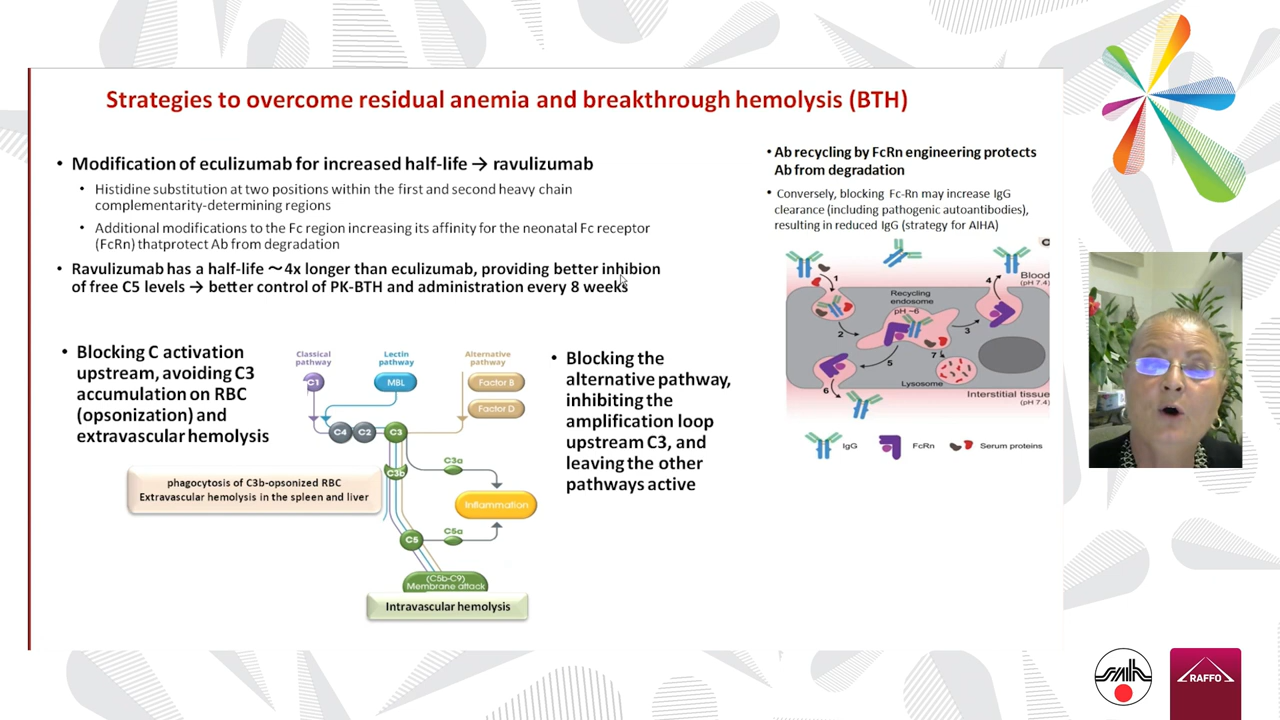 Strategies to overcome residual anemia and breakthrough hemolysis (BTH)
• Modification of eculizumab for increased half-life → ravulizumab
• Histidine substitution at two positions within the first and second heavy chain
complementarity-determining regions
• Additional modifications to the Fc region increasing its affinity for the neonatal Fc receptor
(FcRn) thatprotect Ab from degradation
• Ravulizumab has a half-life ～4x longer than eculizumab, providing better inhibion
of free C5 levels → better control of PK-BTH and administration every 8 weeks
• Ab recycling by FcRn engineering protects
Ab from degradation
• Conversely, blocking Fc-Rn may increase IgG
clearance (including pathogenic autoantibodies),
resulting in reduced IgG (strategy for AIHA)
C
Blood
(pH 7.4)
Recycling
endosome
pH ~6
1
2
3
4
5
6
7
Lysosome
Interstitial tissue
(pH 7.4)
IgG
FcRn
Serum proteins
• Blocking C activation
upstream, avoiding C3
accumulation on RBC
(opsonization) and
extravascular hemolysis
phagocytosis of C3b-opsonized RBC
Extravascular hemolysis in the spleen and liver
Classical
pathway
Lectin
pathway
Alternative
pathway
C1
MBL
Factor B
Factor D
C4
C2
C3
C3a
C3b
Inflammation
C5
C5a
(C5b-C9)
Membrane attack
Intravascular hemolysis
• Blocking the
alternative pathway,
inhibiting the
amplification loop
upstream C3, and
leaving the other
pathways active
RAFFO